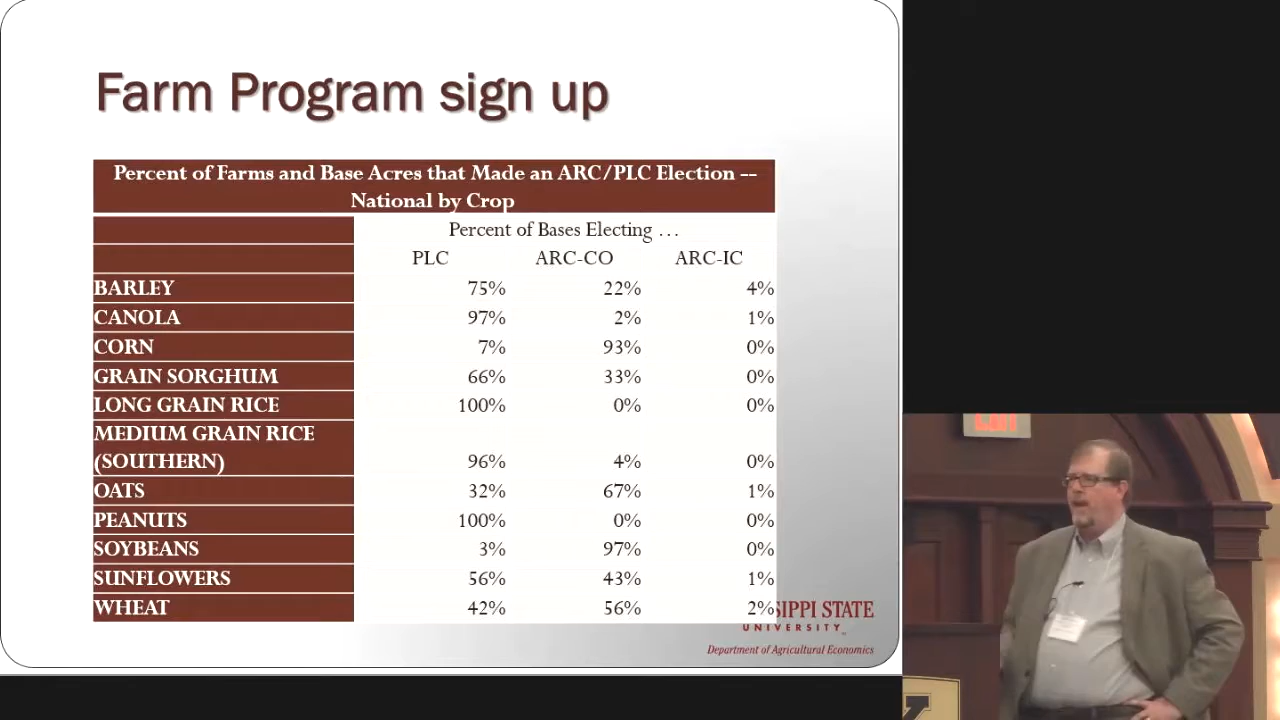 Farm Program sign up
Percent of Farms and Base Acres that Made an ARC/PLC Election --
National by Crop
Percent of Bases Electing …
PLC ARC-CO ARC-IC
BARLEY 75% 22% 4%
CANOLA 97% 2% 1%
CORN 7% 93% 0%
GRAIN SORGHUM 66% 33% 0%
LONG GRAIN RICE 100% 0% 0%
MEDIUM GRAIN RICE
(SOUTHERN) 96% 4% 0%
OATS 32% 67% 1%
PEANUTS 100% 0% 0%
SOYBEANS 3% 97% 0%
SUNFLOWERS 56% 43% 1%
WHEAT 42% 56% 2%
SIPPI STATE
UNIVERSITY
Department of Agricultural Economics
Exit